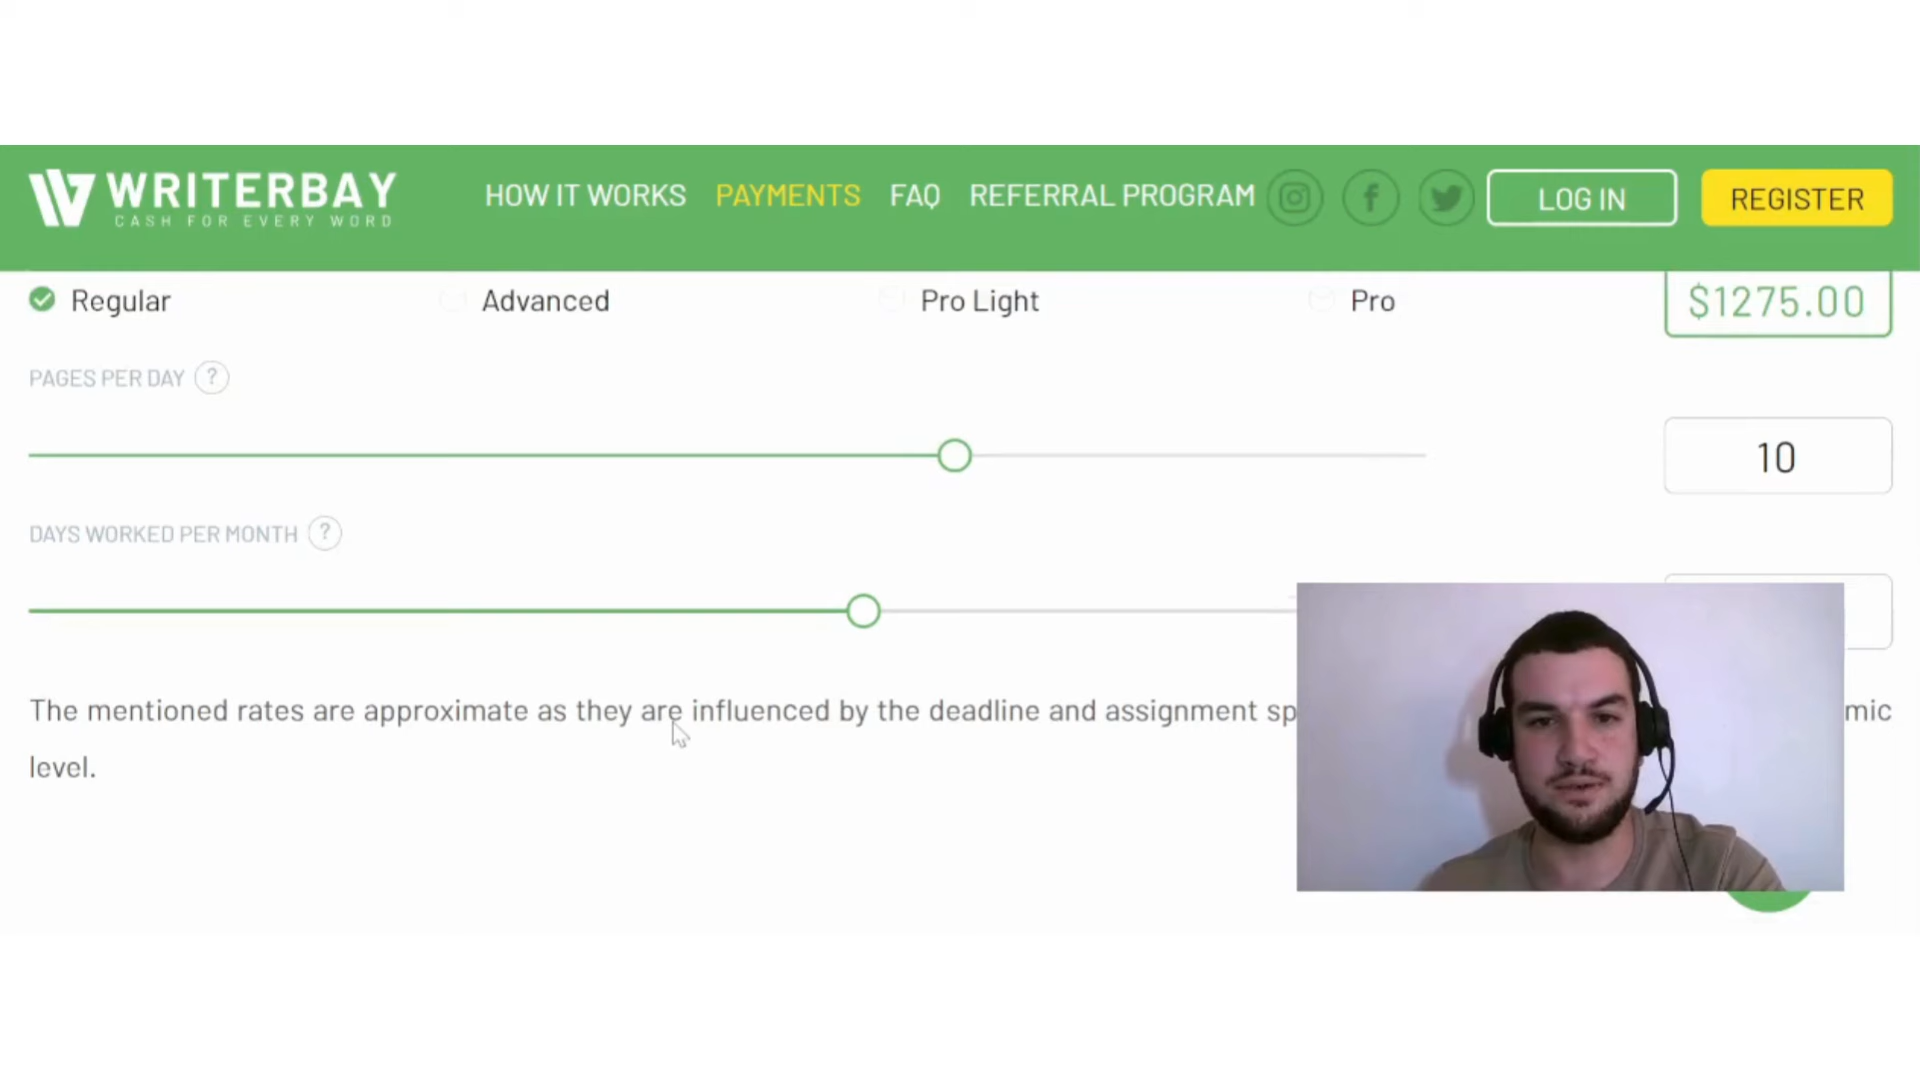 WRITERBAY
CASH FOR EVERY WORD
HOW IT WORKS PAYMENTS FAQ REFERRAL PROGRAM LOG IN REGISTER
Regular Advanced Pro Light Pro $1275.00
PAGES PER DAY ?
10
DAYS WORKED PER MONTH ?
The mentioned rates are approximate as they are influenced by the deadline and assignment sp mic
level.